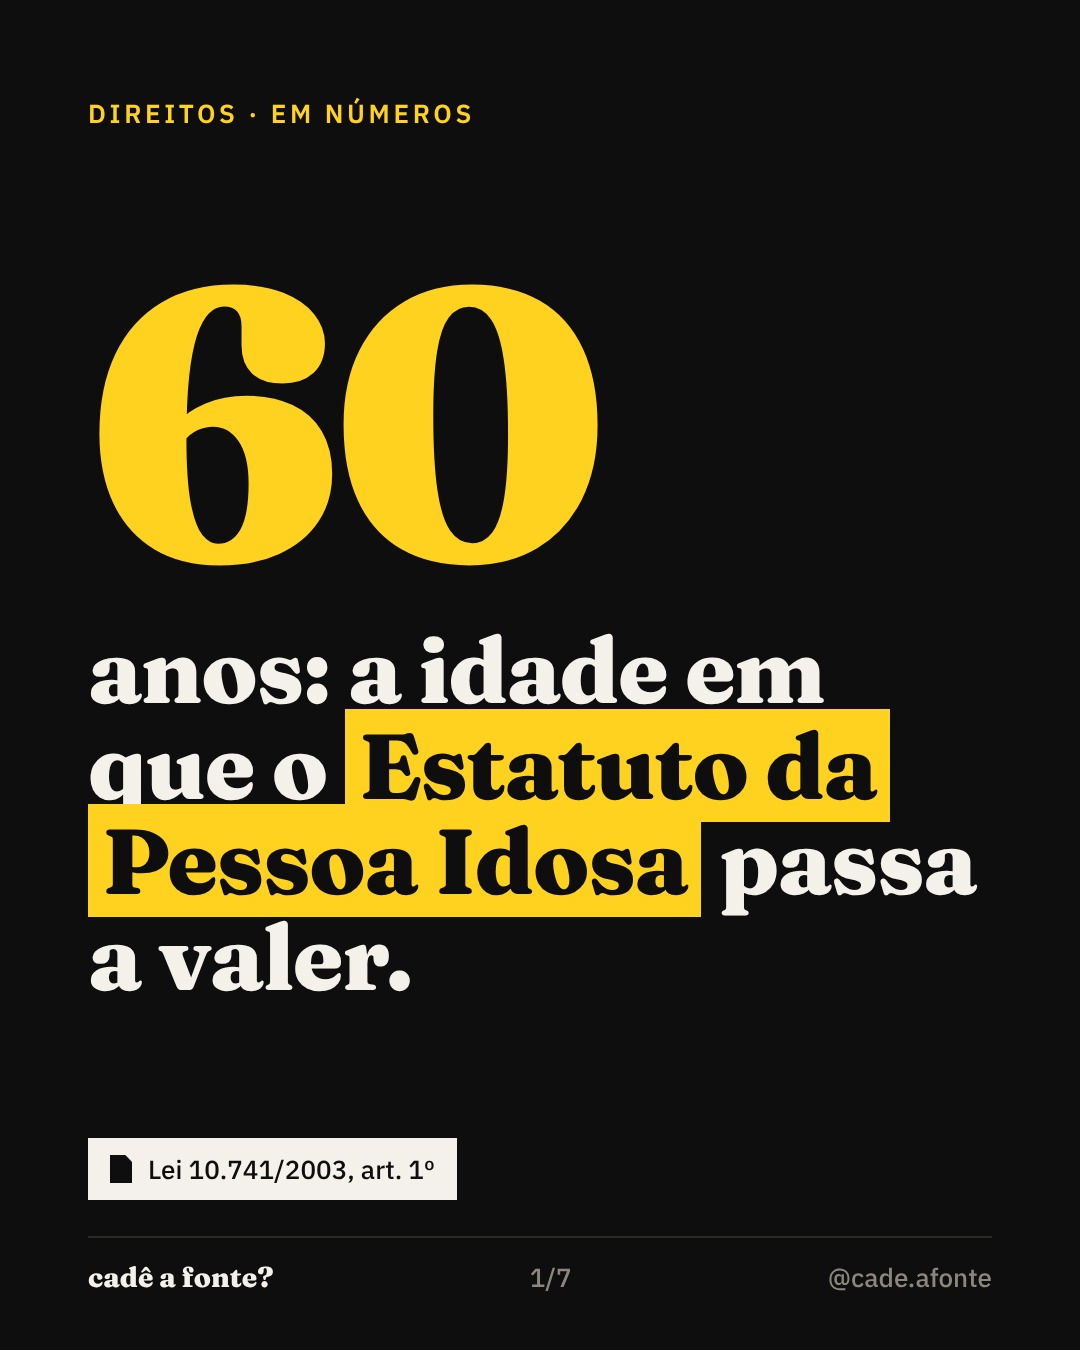 DIREITOS · EM NÚMEROS
60
anos: a idade em
que o Estatuto da
Pessoa Idosa passa
a valer.
Lei 10.741/2003, art. 1º
cadê a fonte?
1/7
@cade.afonte